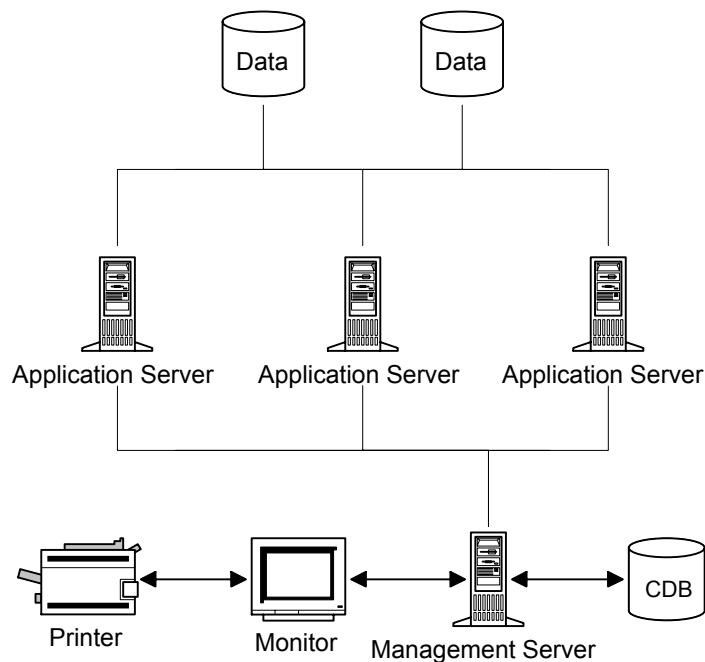 Data
Data
Application Server
Application Server
Application Server
CDB
Printer
Monitor
Management Server